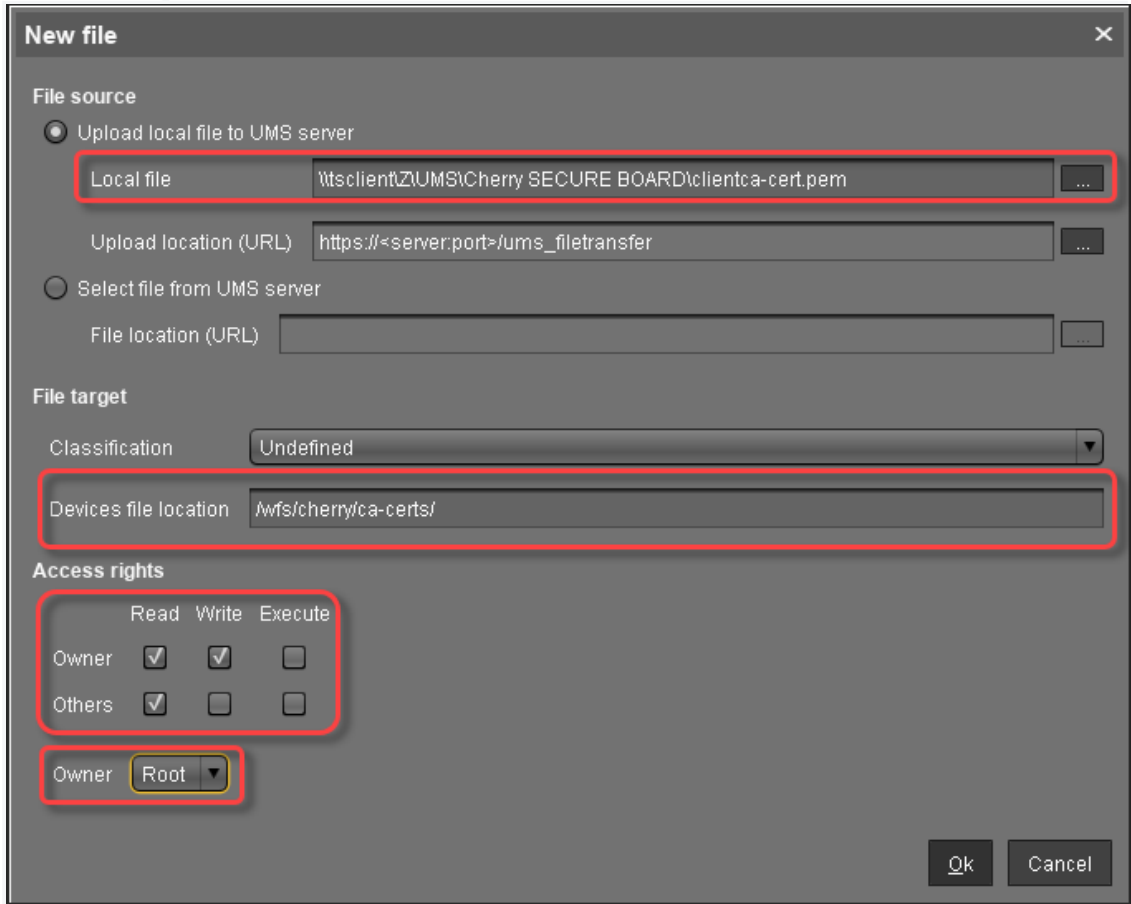 New file
File source
Upload local file to UMS server
Local file \\tsclient\Z\UMS\Cherry SECURE BOARD\clientca-cert.pem ...
Upload location (URL) https://<server:port>/ums_filetransfer ...
Select file from UMS server
File location (URL) ...
File target
Classification Undefined
Devices file location /wfs/cherry/ca-certs/
Access rights
Read Write Execute
Owner
Others
Owner Root
Ok Cancel